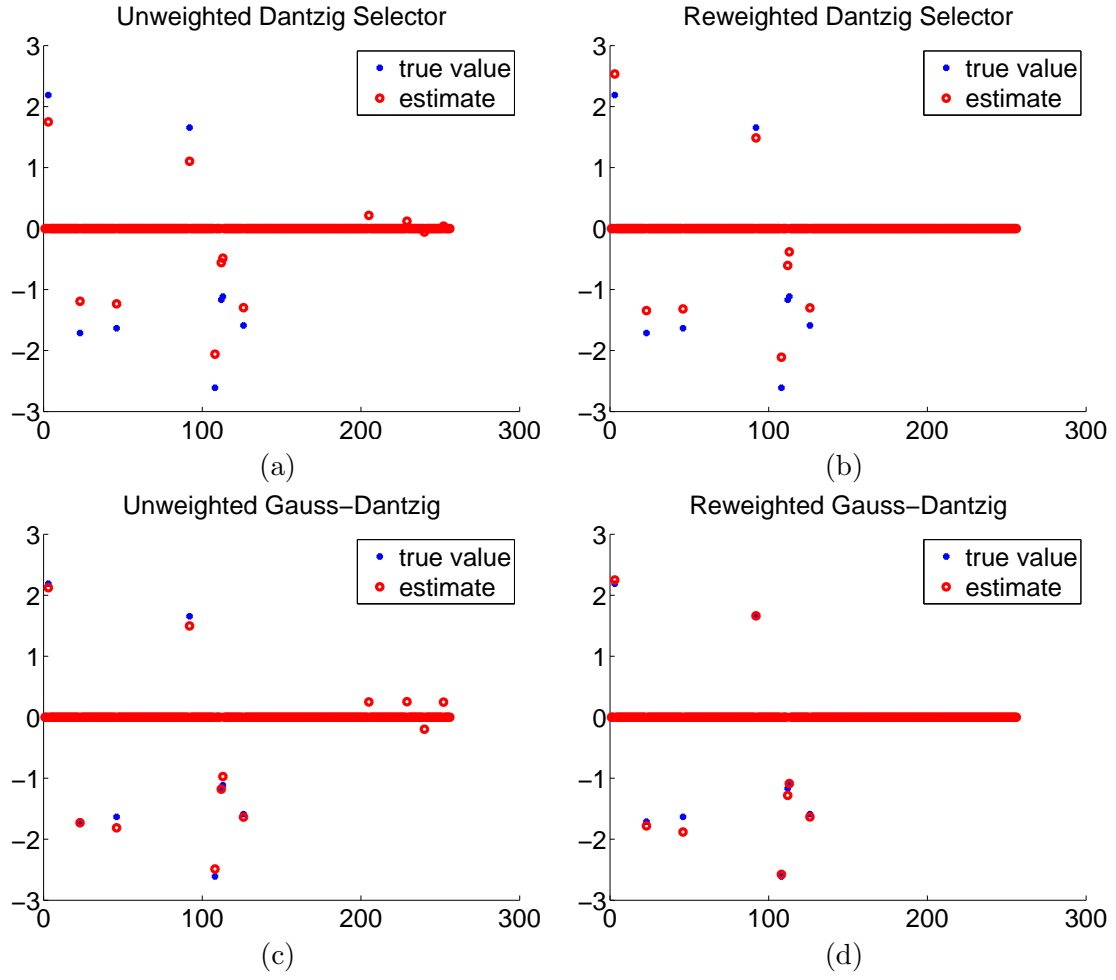 Unweighted Dantzig Selector
3
2
1
0
−1
−2
−3
0 100 200 300
true value
estimate
(a)
Reweighted Dantzig Selector
3
2
1
0
−1
−2
−3
0 100 200 300
true value
estimate
(b)
Unweighted Gauss−Dantzig
3
2
1
0
−1
−2
−3
0 100 200 300
true value
estimate
(c)
Reweighted Gauss−Dantzig
3
2
1
0
−1
−2
−3
0 100 200 300
true value
estimate
(d)